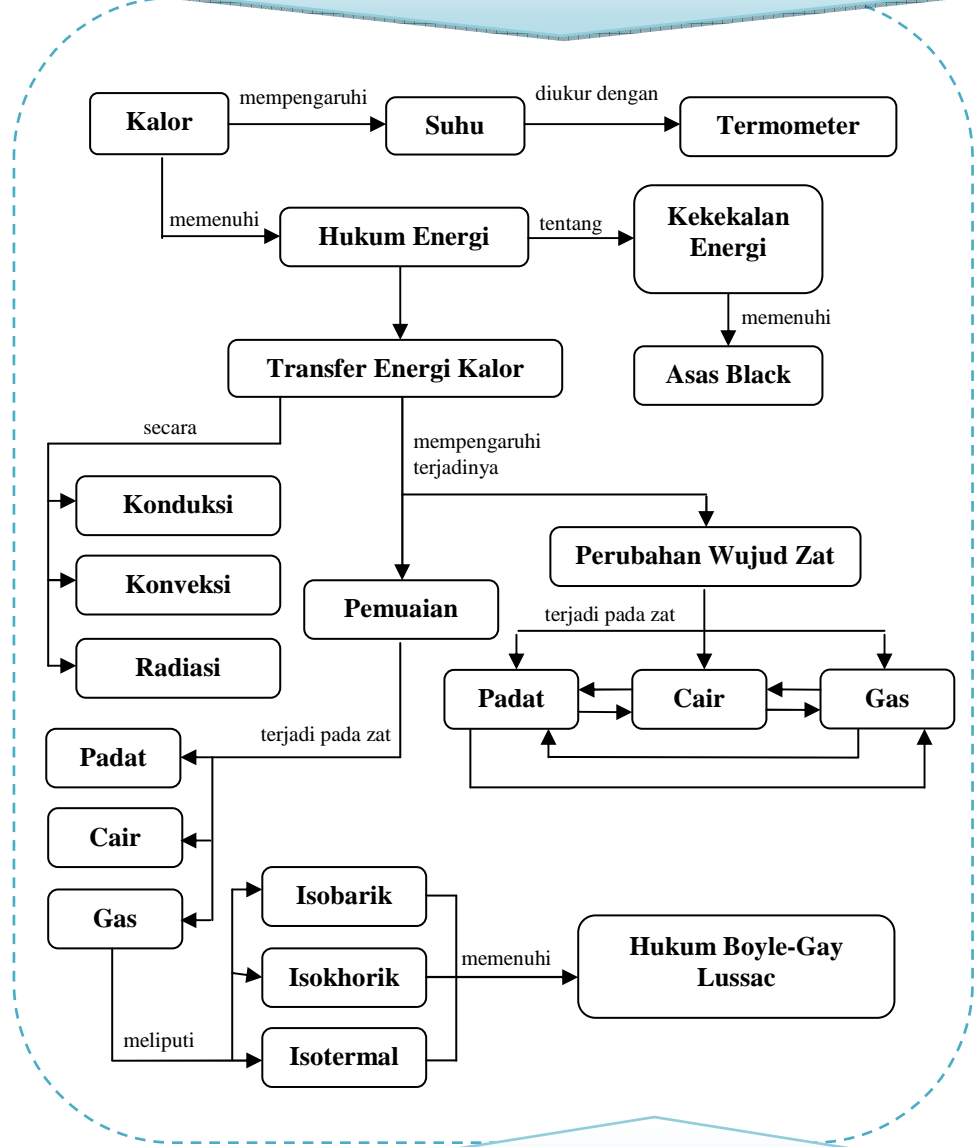 Kalor
mempengaruhi
Suhu
diukur dengan
Termometer
memenuhi
Hukum Energi
tentang
Kekekalan
Energi
memenuhi
Asas Black
Transfer Energi Kalor
secara
mempengaruhi
terjadinya
Konduksi
Konveksi
Radiasi
Pemuaian
Perubahan Wujud Zat
terjadi pada zat
Padat
Cair
Gas
terjadi pada zat
Padat
Cair
Gas
meliputi
Isobarik
Isokhorik
Isotermal
memenuhi
Hukum Boyle-Gay
Lussac